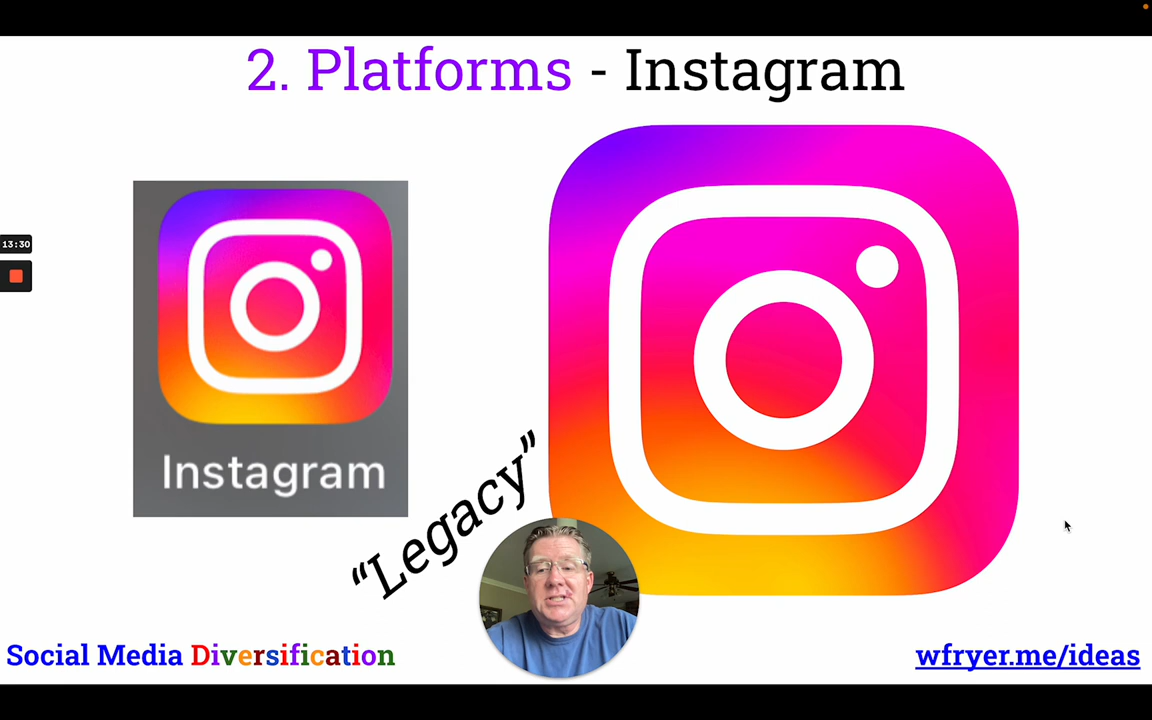 2. Platforms - Instagram
13:30
Instagram
“Legacy”
Social Media Diversification
wfryer.me/ideas